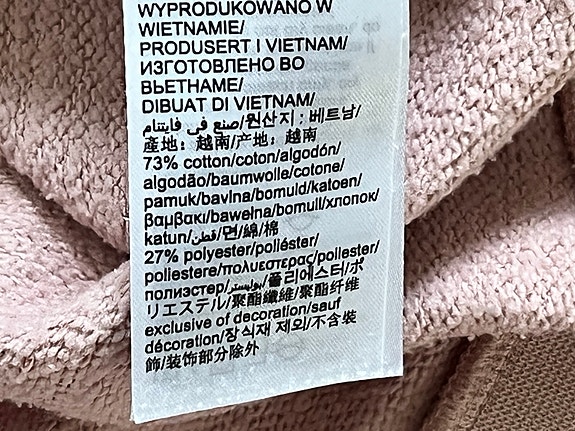 WYPRODUKOWANO W
WIETNAMIE/
PRODUSERT I VIETNAM/
ИЗГОТОВЛЕНО ВО
ВЬЕТНАМЕ/
DIBUAT DI VIETNAM/
صنع في فايتنام/원산지 : 베트남/
產地：越南/产地：越南
73% cotton/coton/algodón/
algodão/baumwolle/cotone/
pamuk/bavlna/bomuld/katoen/
βαμβακι/bawełna/bomull/хлопок/
katun/قطن/면/綿/棉
27% polyester/poliéster/
poliestere/πολυεστερας/poliester/
полиэстер/بوليستر/폴리에스터/ポ
リエステル/聚酯纖維/聚酯纤维
exclusive of decoration/sauf
décoration/장식재 제외/不含裝
飾/装饰部分除外